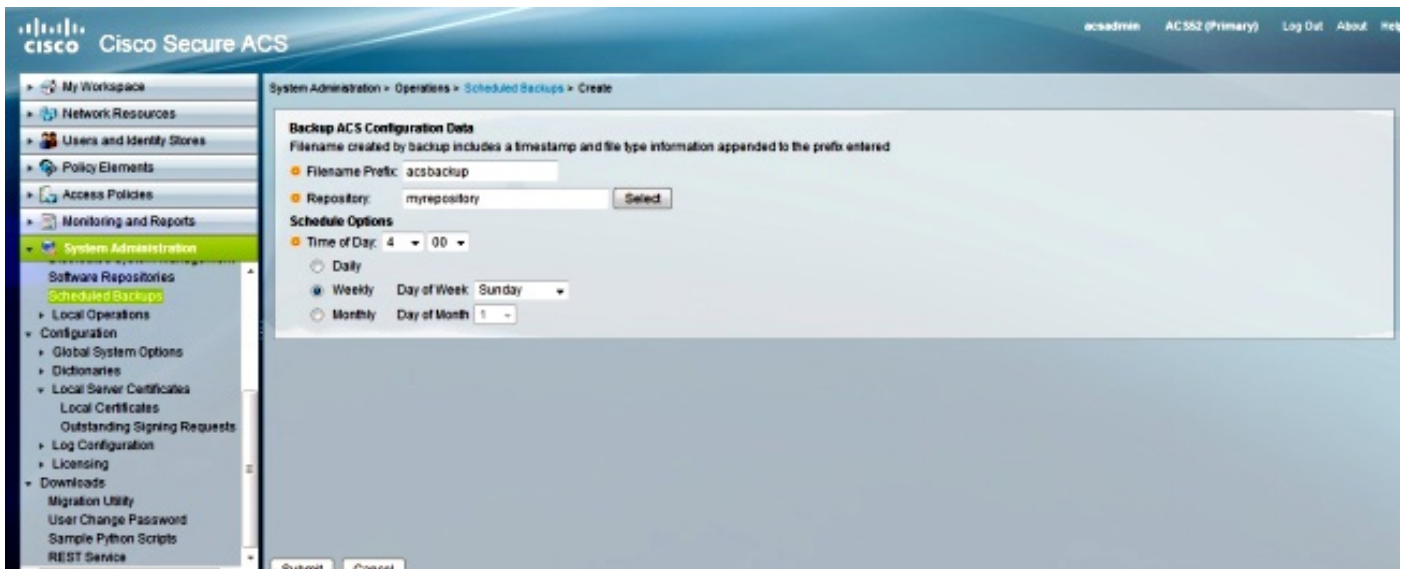 CISCO Cisco Secure ACS
acsadmin ACS52 (Primary) Log Out About Help
My Workspace
Network Resources
Users and Identity Stores
Policy Elements
Access Policies
Monitoring and Reports
System Administration
Software Repositories
Scheduled Backups
Local Operations
Configuration
Global System Options
Dictionaries
Local Server Certificates
Local Certificates
Outstanding Signing Requests
Log Configuration
Licensing
Downloads
Migration Utility
User Change Password
Sample Python Scripts
REST Service
System Administration > Operations > Scheduled Backups > Create
Backup ACS Configuration Data
Filename created by backup includes a timestamp and file type information appended to the prefix entered
Filename Prefix: acsbackup
Repository: myrepository Select
Schedule Options
Time of Day: 4 00
Daily
Weekly Day of Week Sunday
Monthly Day of Month 1
Submit Cancel